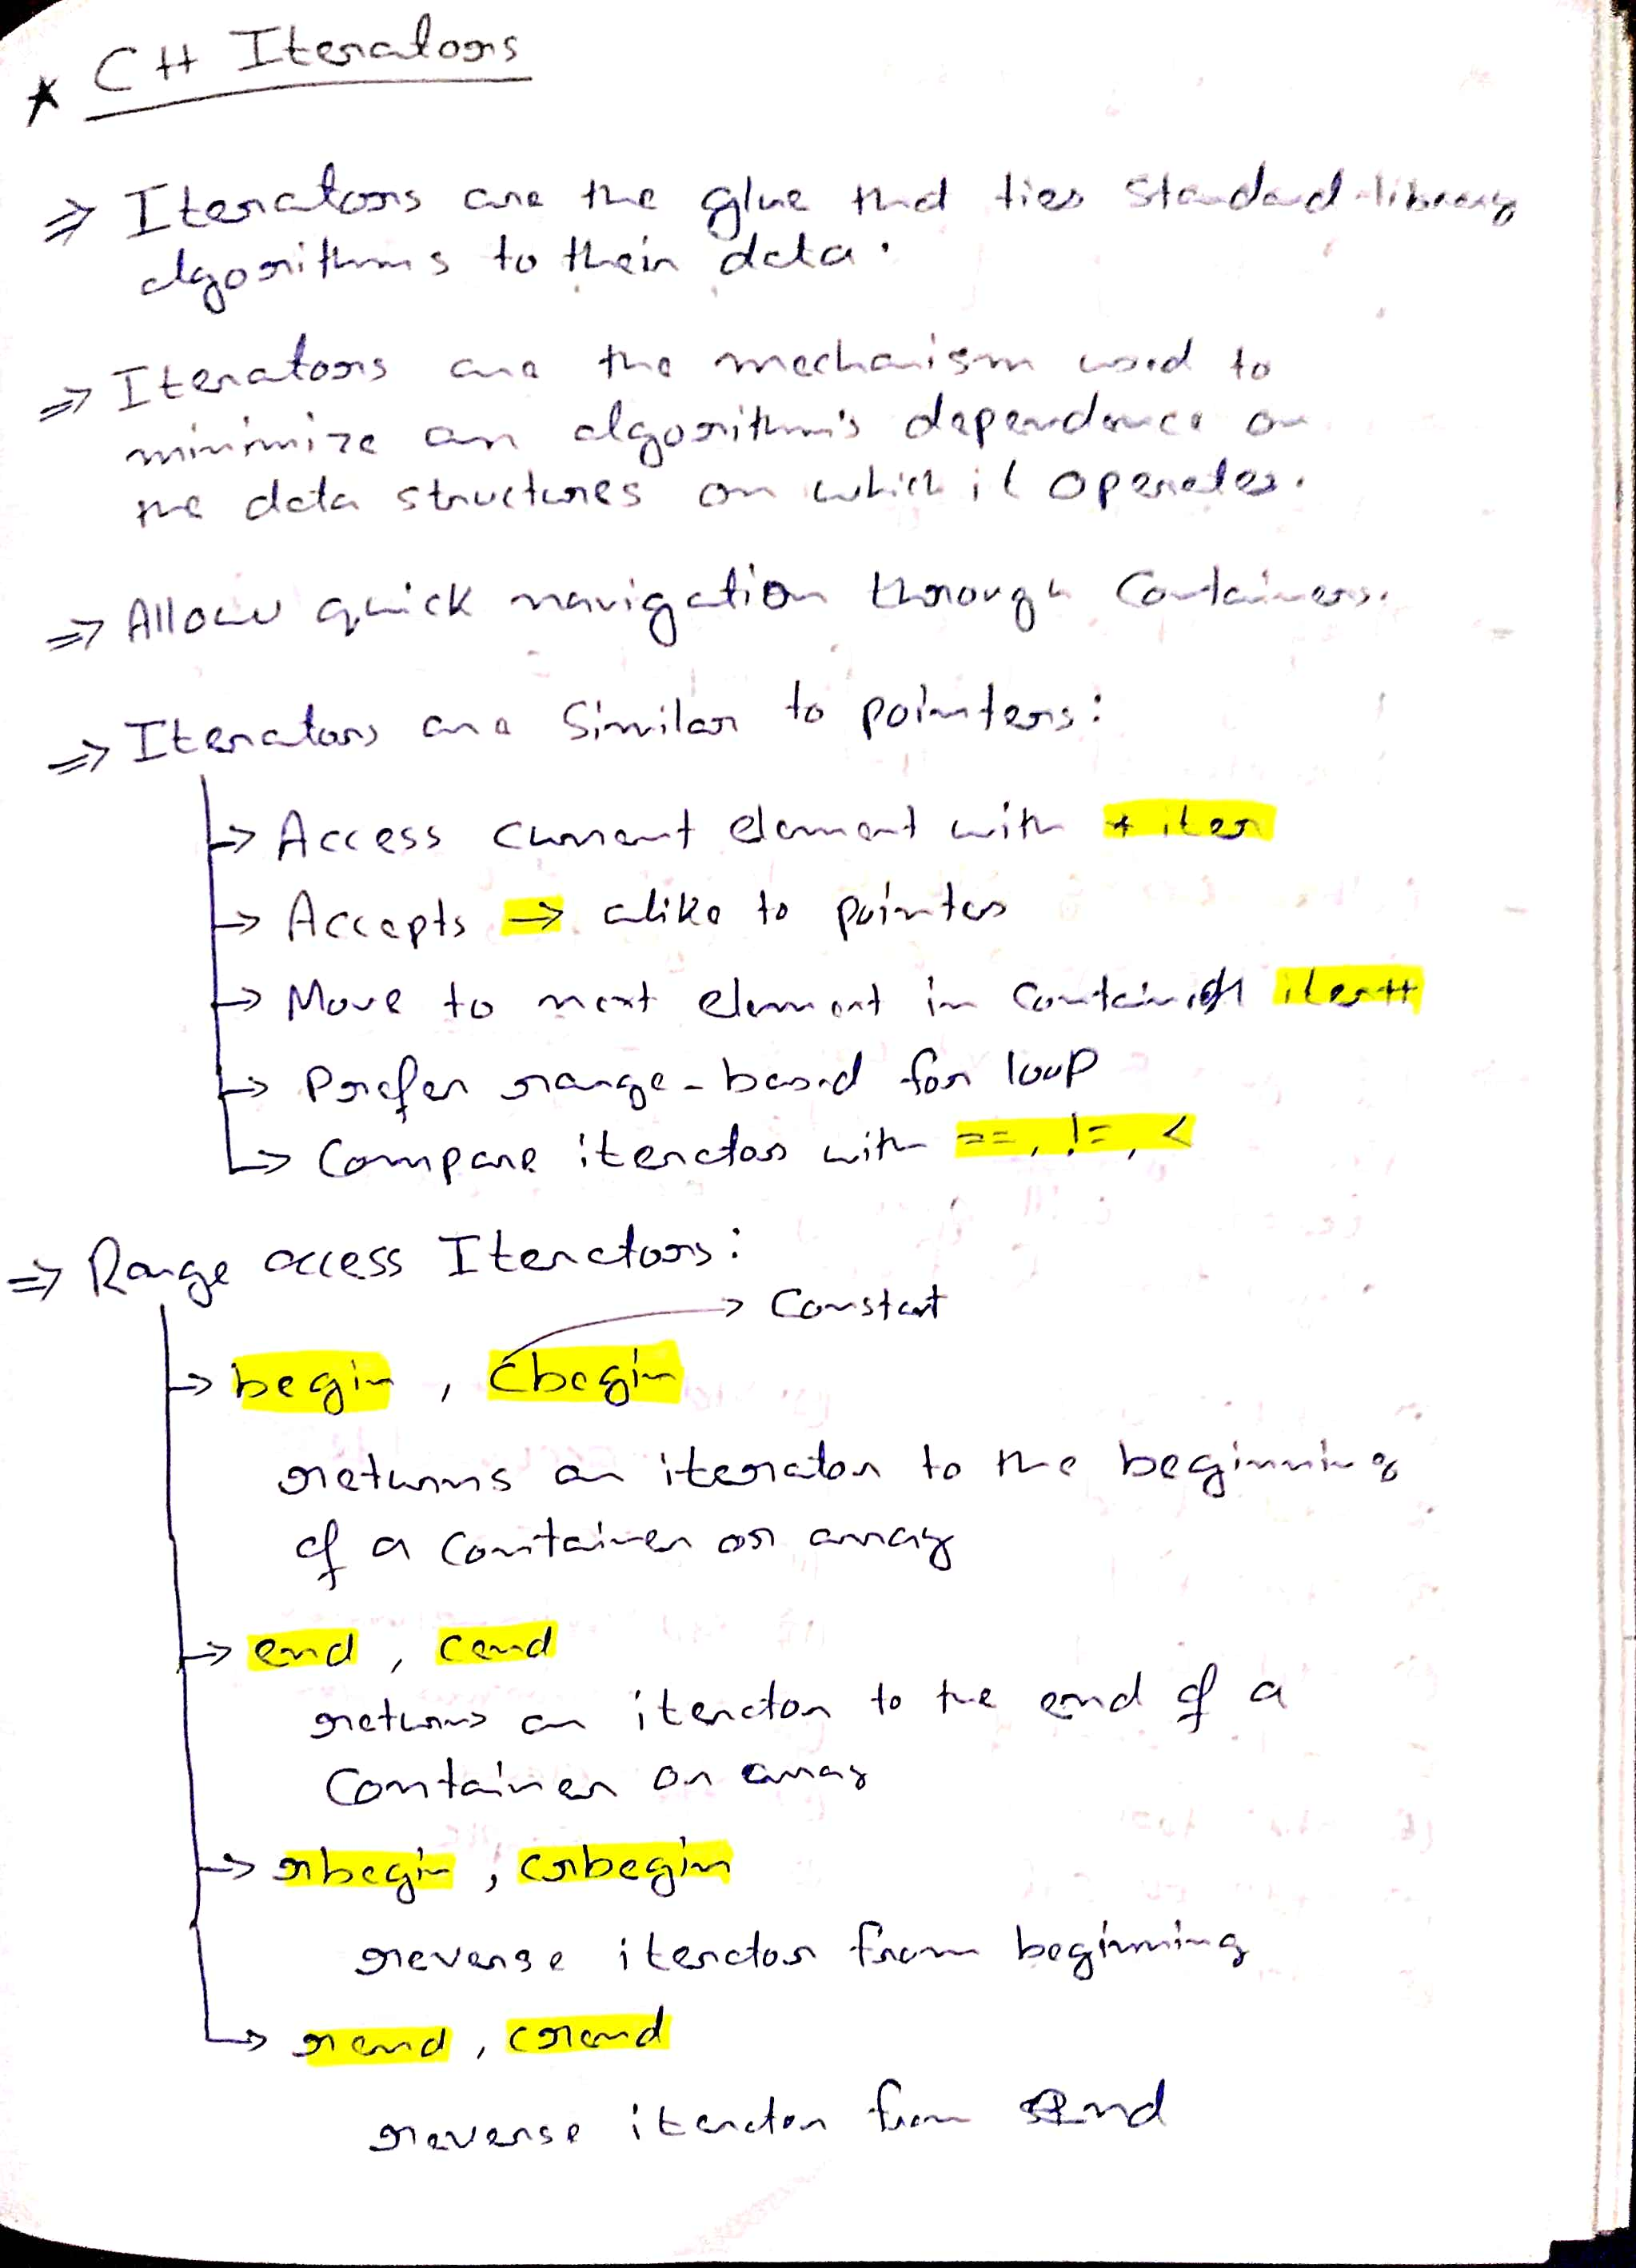 * C++ Iterators
⇒ Iterators are the glue that ties standard-library
algorithms to their data.
⇒ Iterators are the mechanism used to
minimize an algorithm's dependence on
the data structures on which it operates.
⇒ Allow quick navigation through Containers.
⇒ Iterators are Similar to pointers:
→ Access current element with *iter
→ Accepts → alike to pointers
→ Move to next element in container iter++
→ Prefer range-based for loop
→ Compare iterators with ==, !=, <
⇒ Range access Iterators:
→ Constant
→ begin, cbegin
returns an iterator to the beginning
of a container or array
→ end, cend
returns an iterator to the end of a
Container or array
→ rbegin, crbegin
reverse iterator from beginning
→ rend, crend
reverse iterator from end